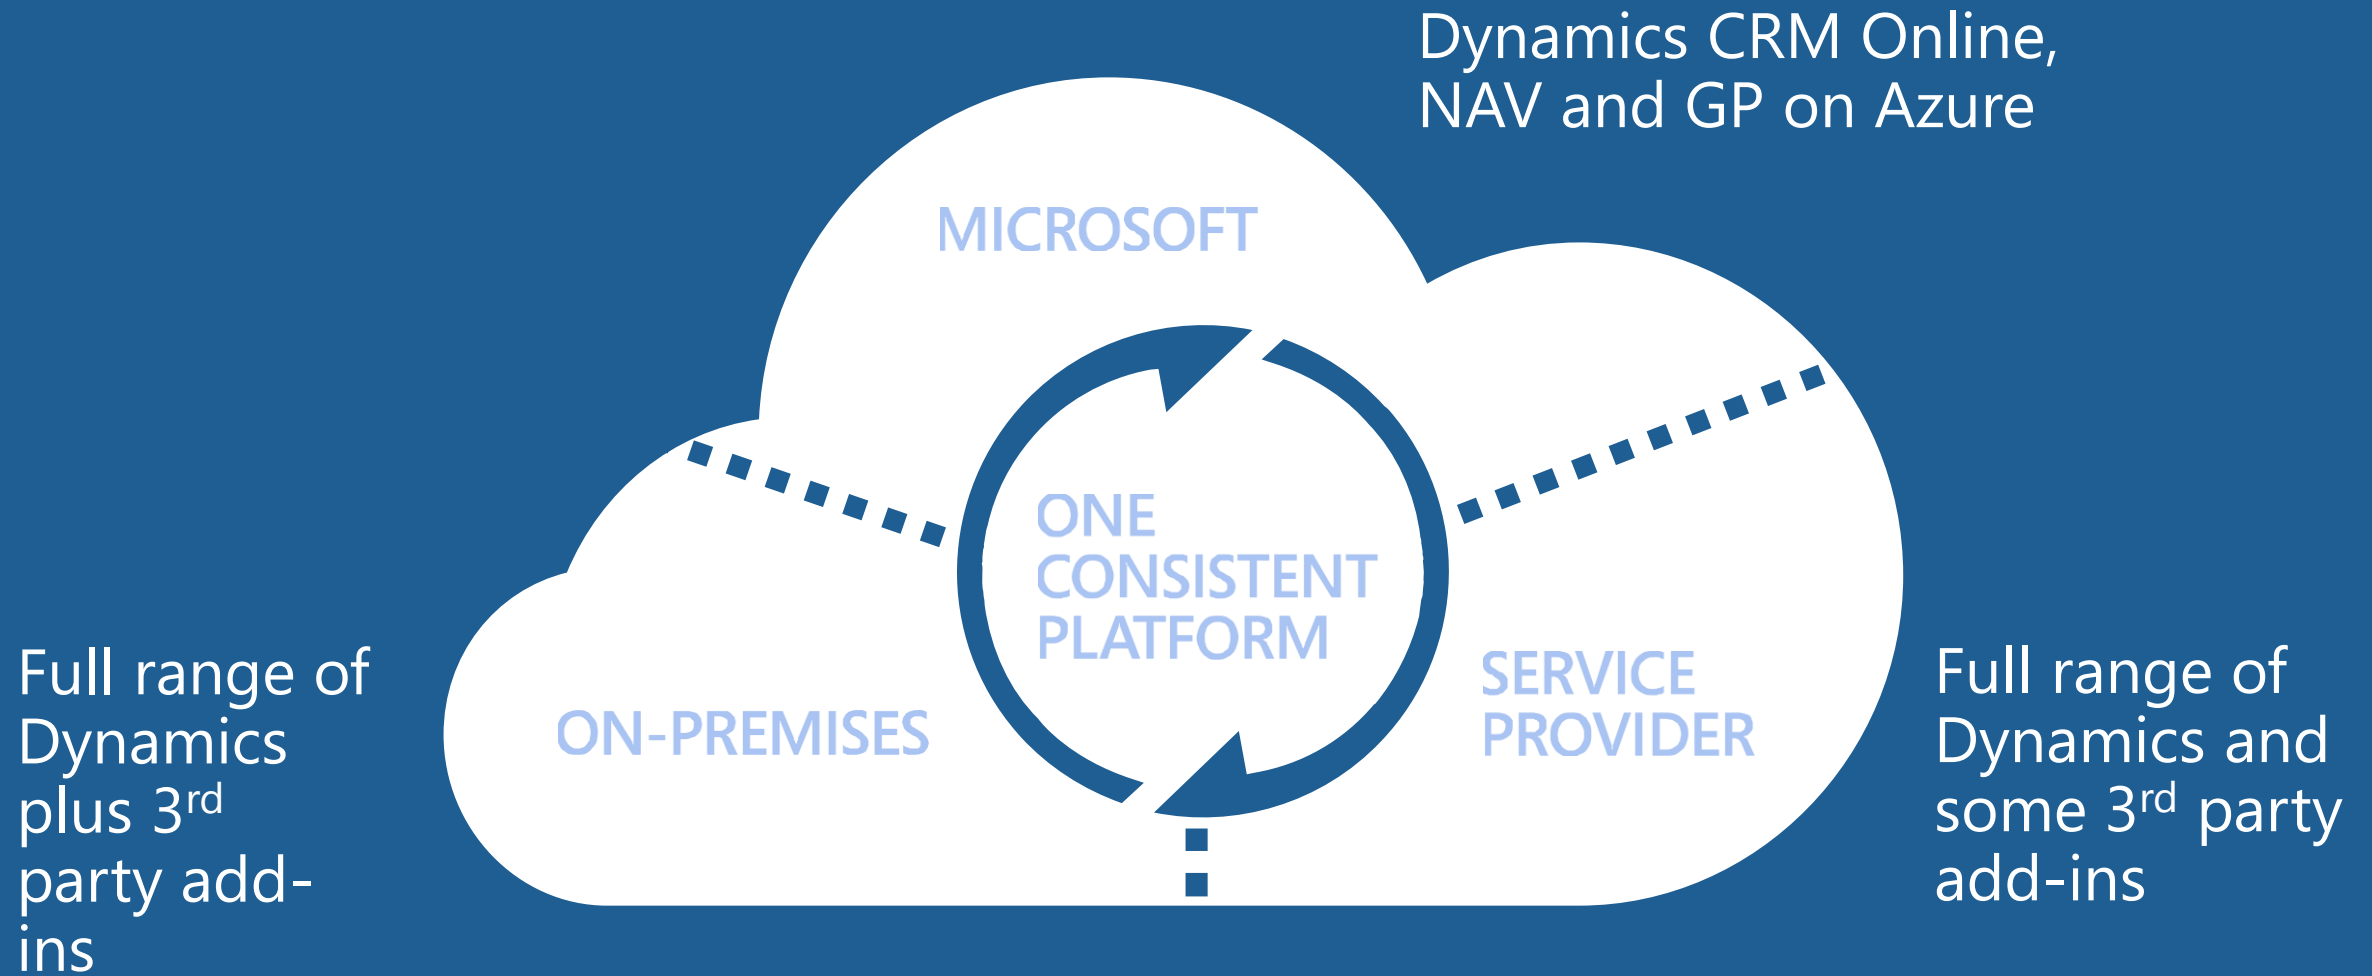 Dynamics CRM Online,
NAV and GP on Azure
MICROSOFT
ONE
CONSISTENT
PLATFORM
ON-PREMISES
SERVICE
PROVIDER
Full range of
Dynamics
plus 3rd
party add-
ins
Full range of
Dynamics and
some 3rd party
add-ins